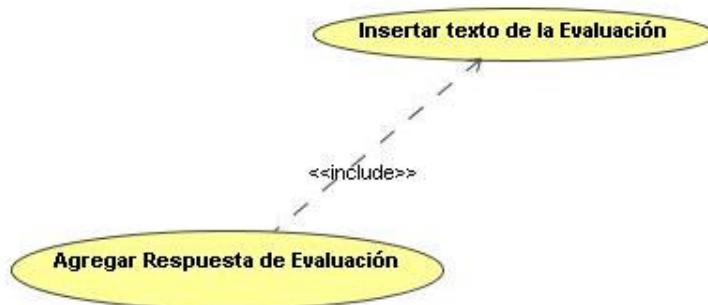 Insertar texto de la Evaluación
<<include>>
Agregar Respuesta de Evaluación